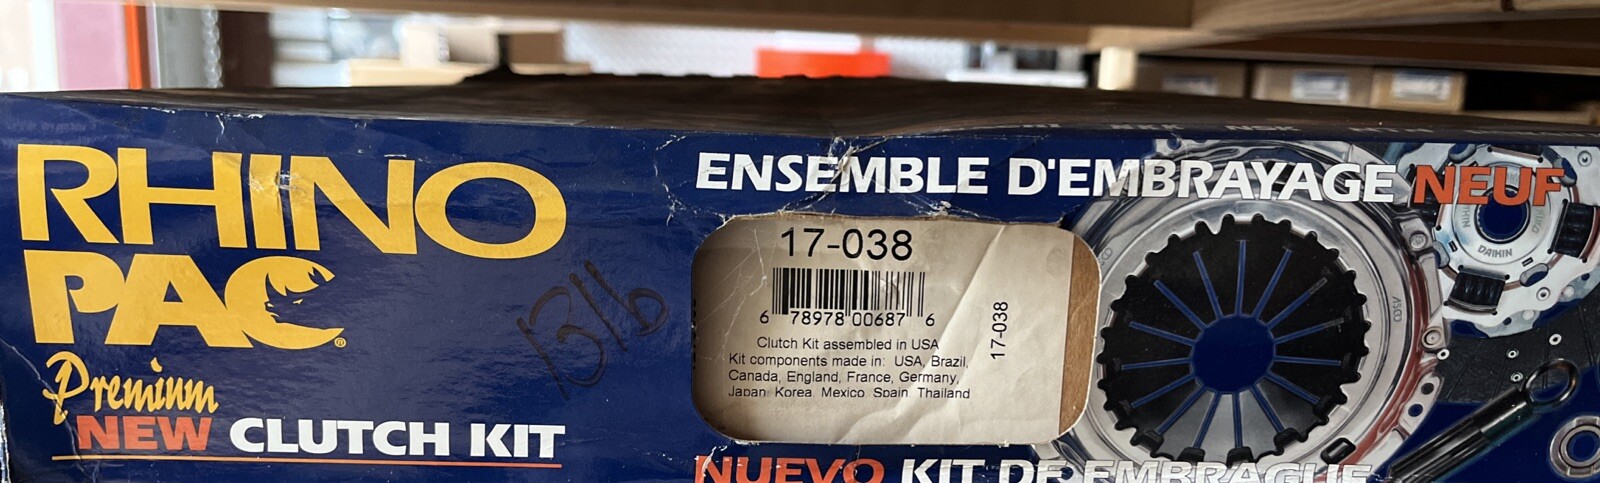 RHINO
PAC®
Premium
NEW CLUTCH KIT
1316
ENSEMBLE D'EMBRAYAGE NEUF
17-038
6 78978 00687 6
Clutch Kit assembled in USA
Kit components made in: USA, Brazil,
Canada, England, France, Germany,
Japan Korea Mexico Spain Thailand
17-038
DAIKIN
NUEVO KIT DE EMBRAGUE